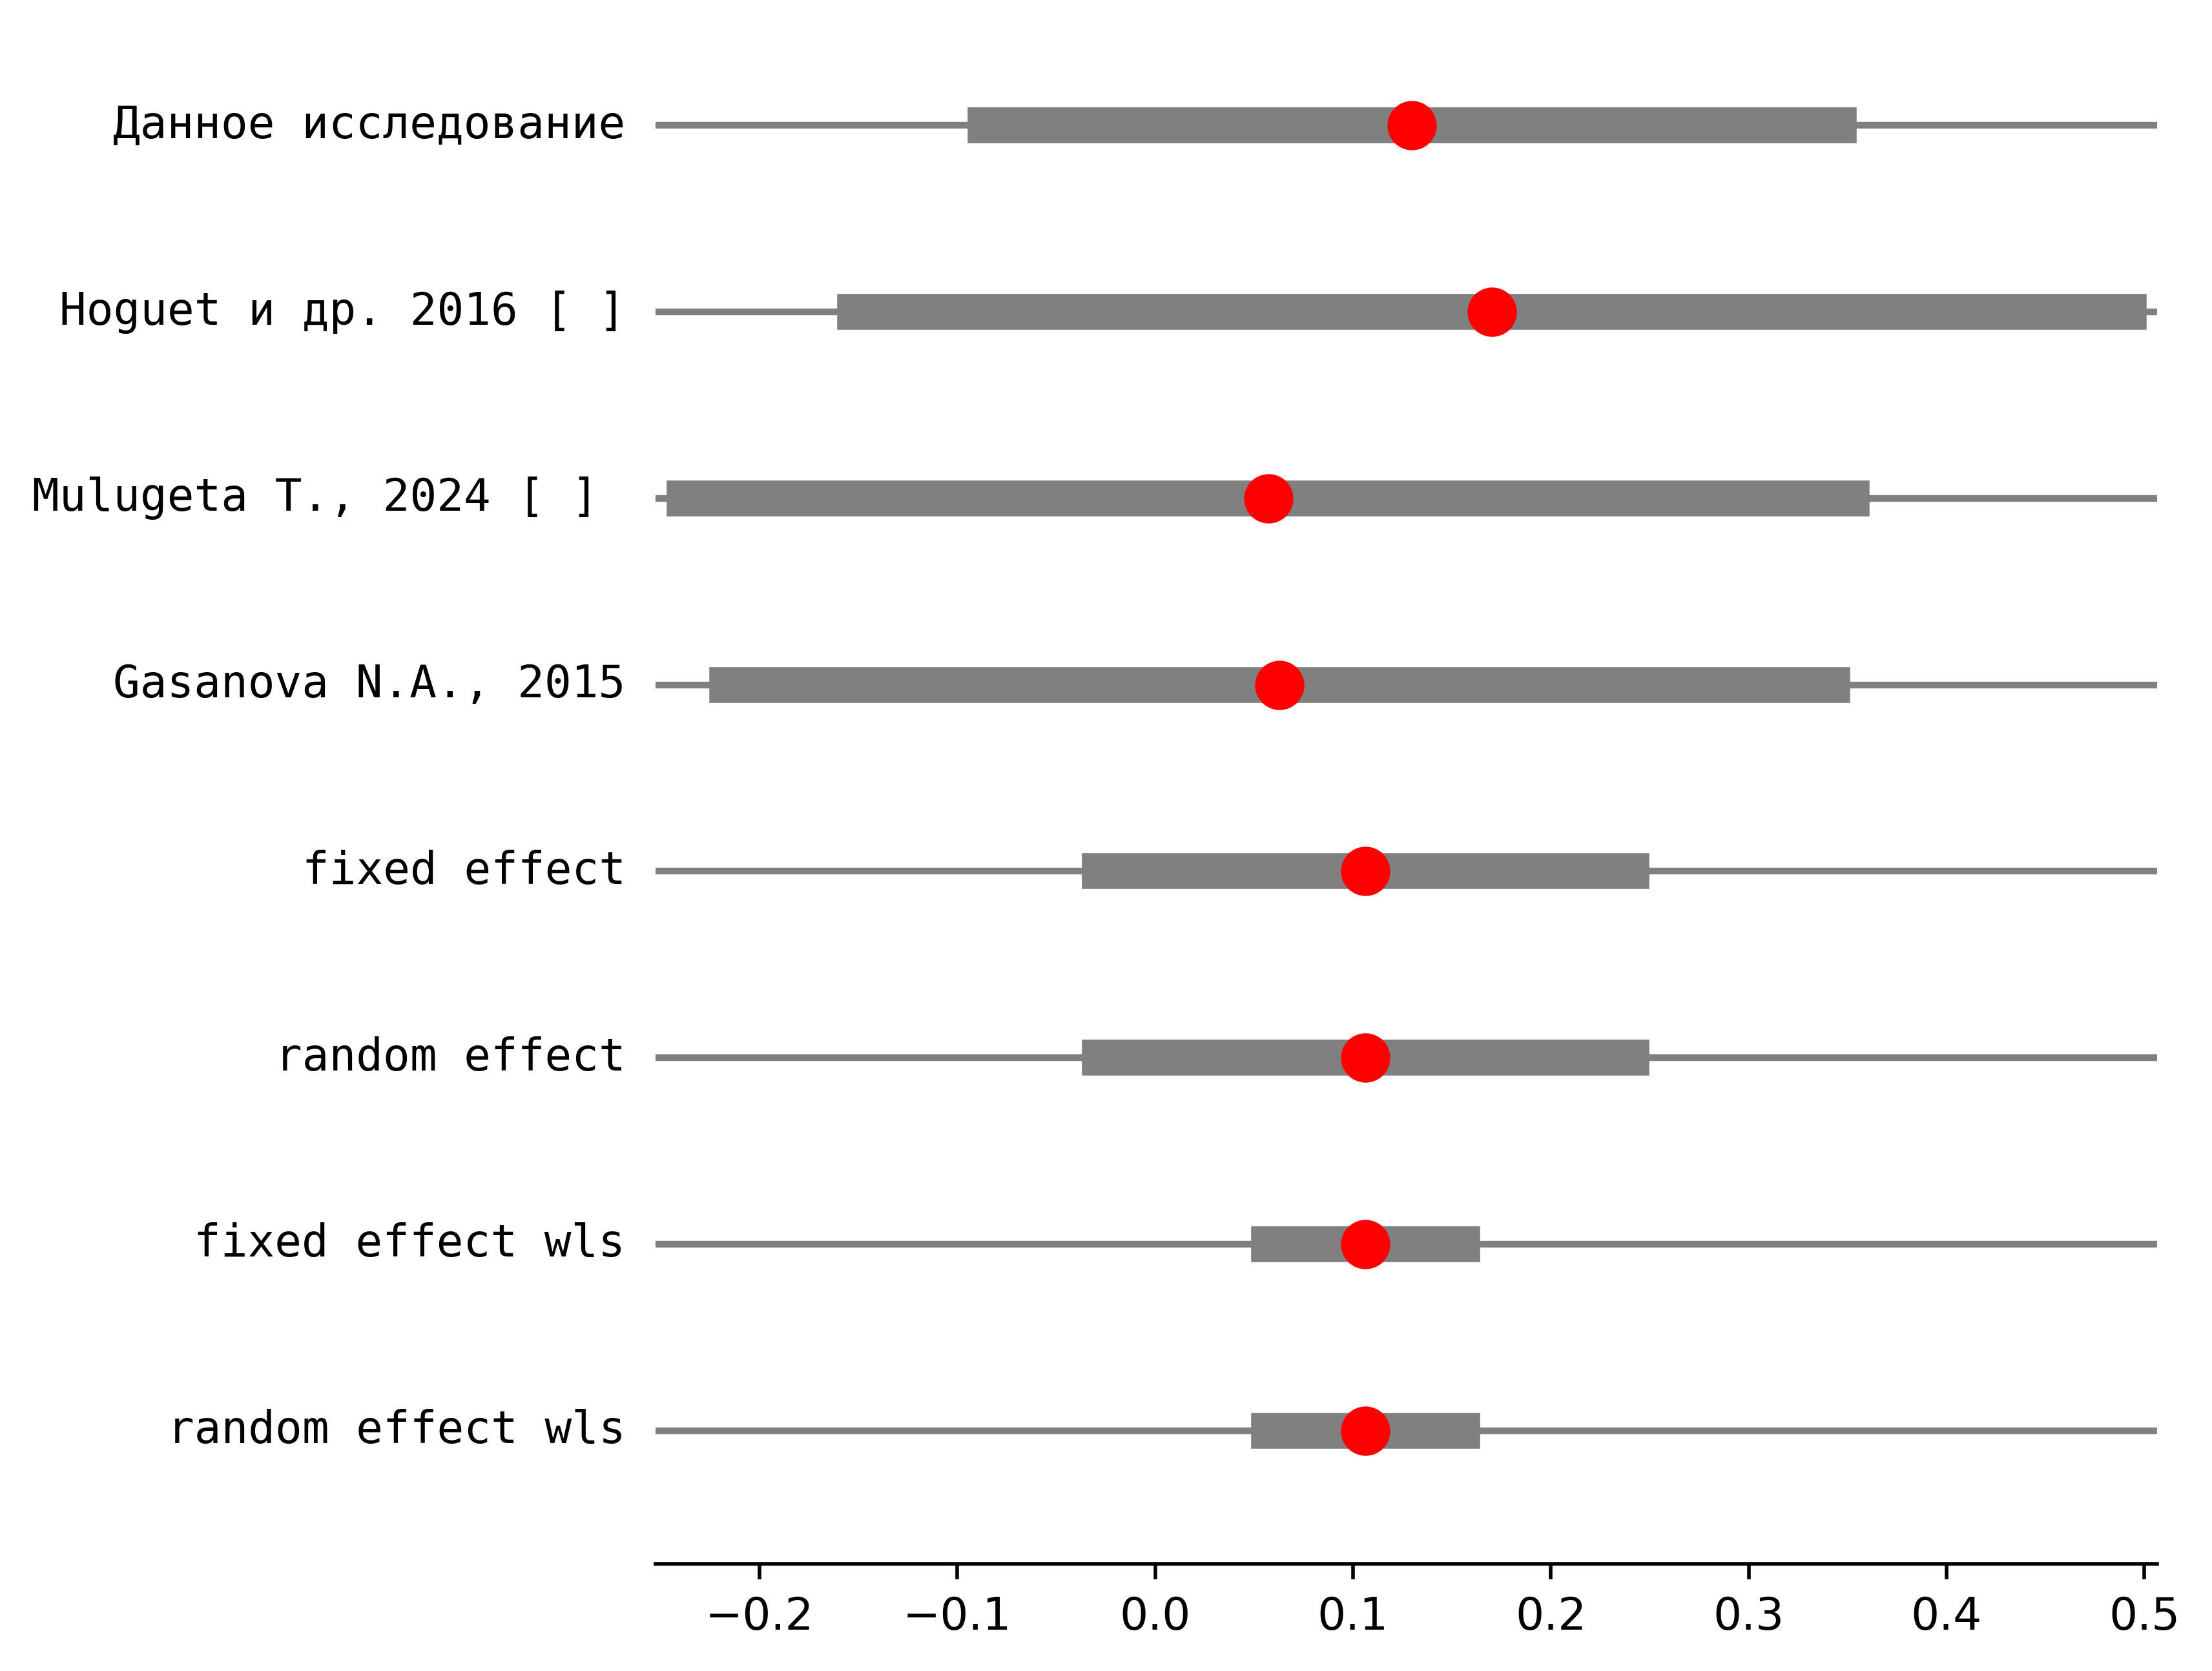 Данное исследование
Hoguet и др. 2016 [ ]
Mulugeta T., 2024 [ ]
Gasanova N.A., 2015
fixed effect
random effect
fixed effect wls
random effect wls
−0.2 −0.1 0.0 0.1 0.2 0.3 0.4 0.5